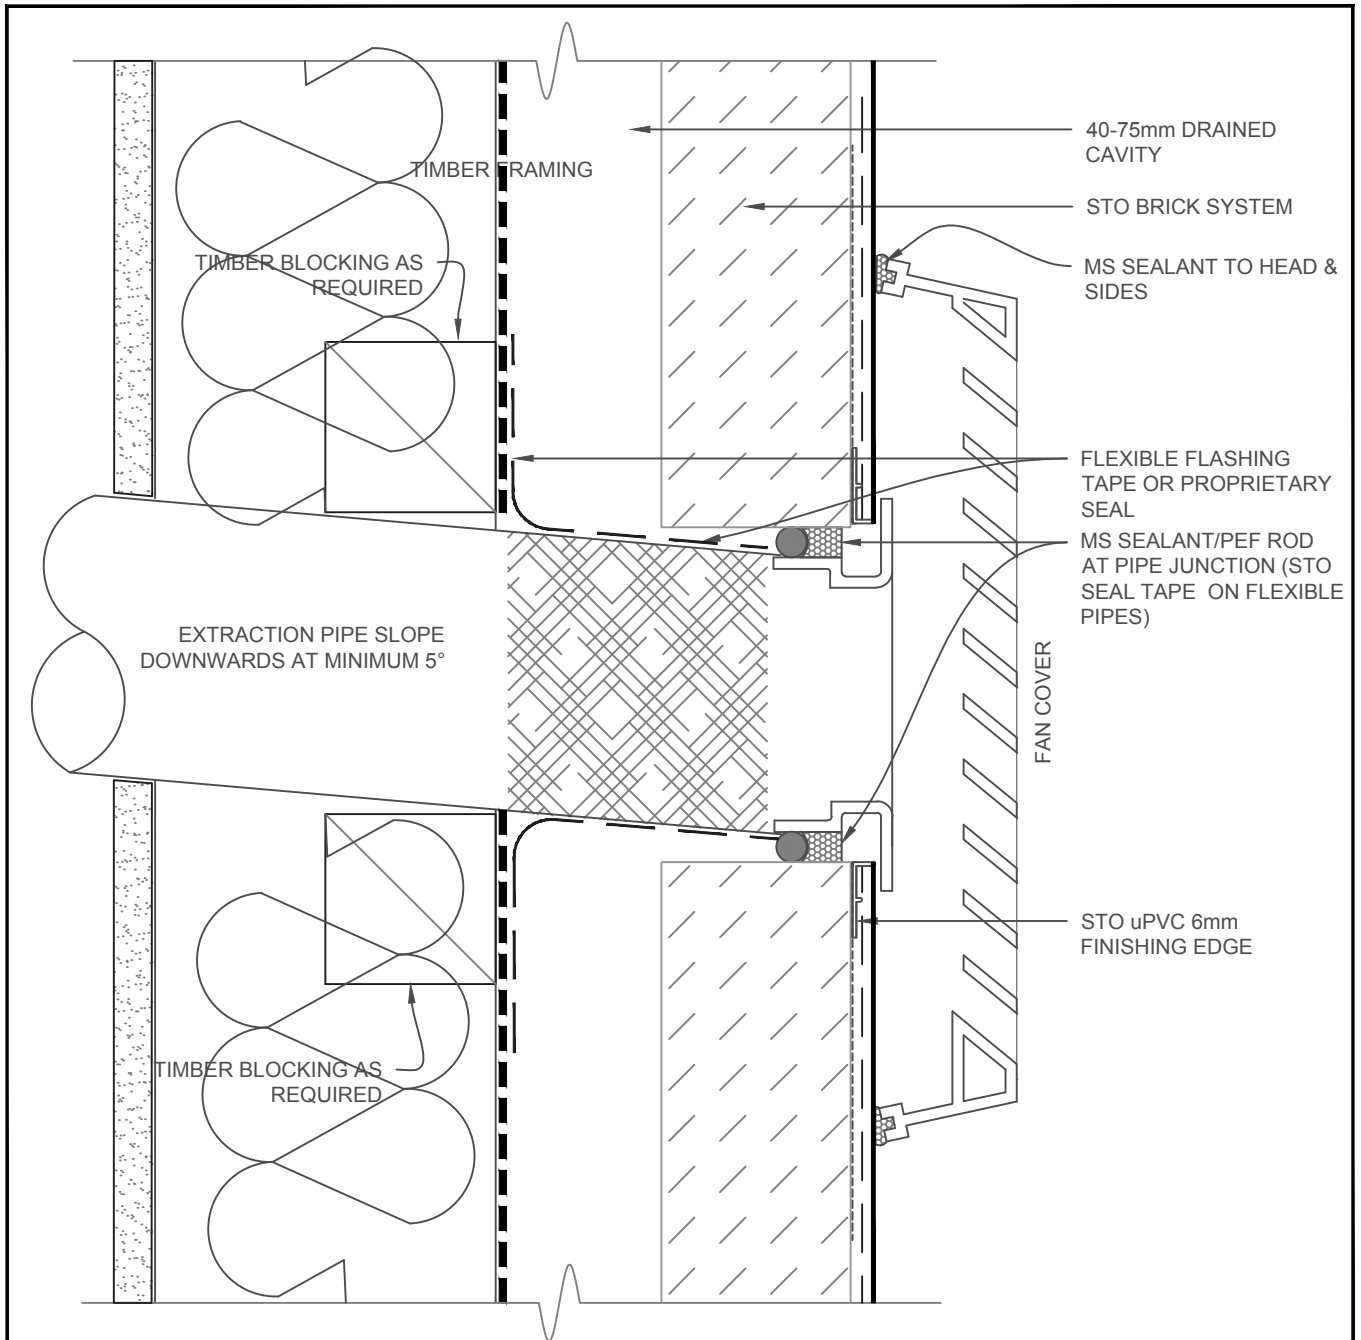 40-75mm DRAINED
CAVITY
TIMBER FRAMING
STO BRICK SYSTEM
TIMBER BLOCKING AS
REQUIRED
MS SEALANT TO HEAD &
SIDES
FLEXIBLE FLASHING
TAPE OR PROPRIETARY
SEAL
MS SEALANT/PEF ROD
AT PIPE JUNCTION (STO
SEAL TAPE ON FLEXIBLE
PIPES)
EXTRACTION PIPE SLOPE
DOWNWARDS AT MINIMUM 5°
FAN COVER
STO uPVC 6mm
FINISHING EDGE
TIMBER BLOCKING AS
REQUIRED